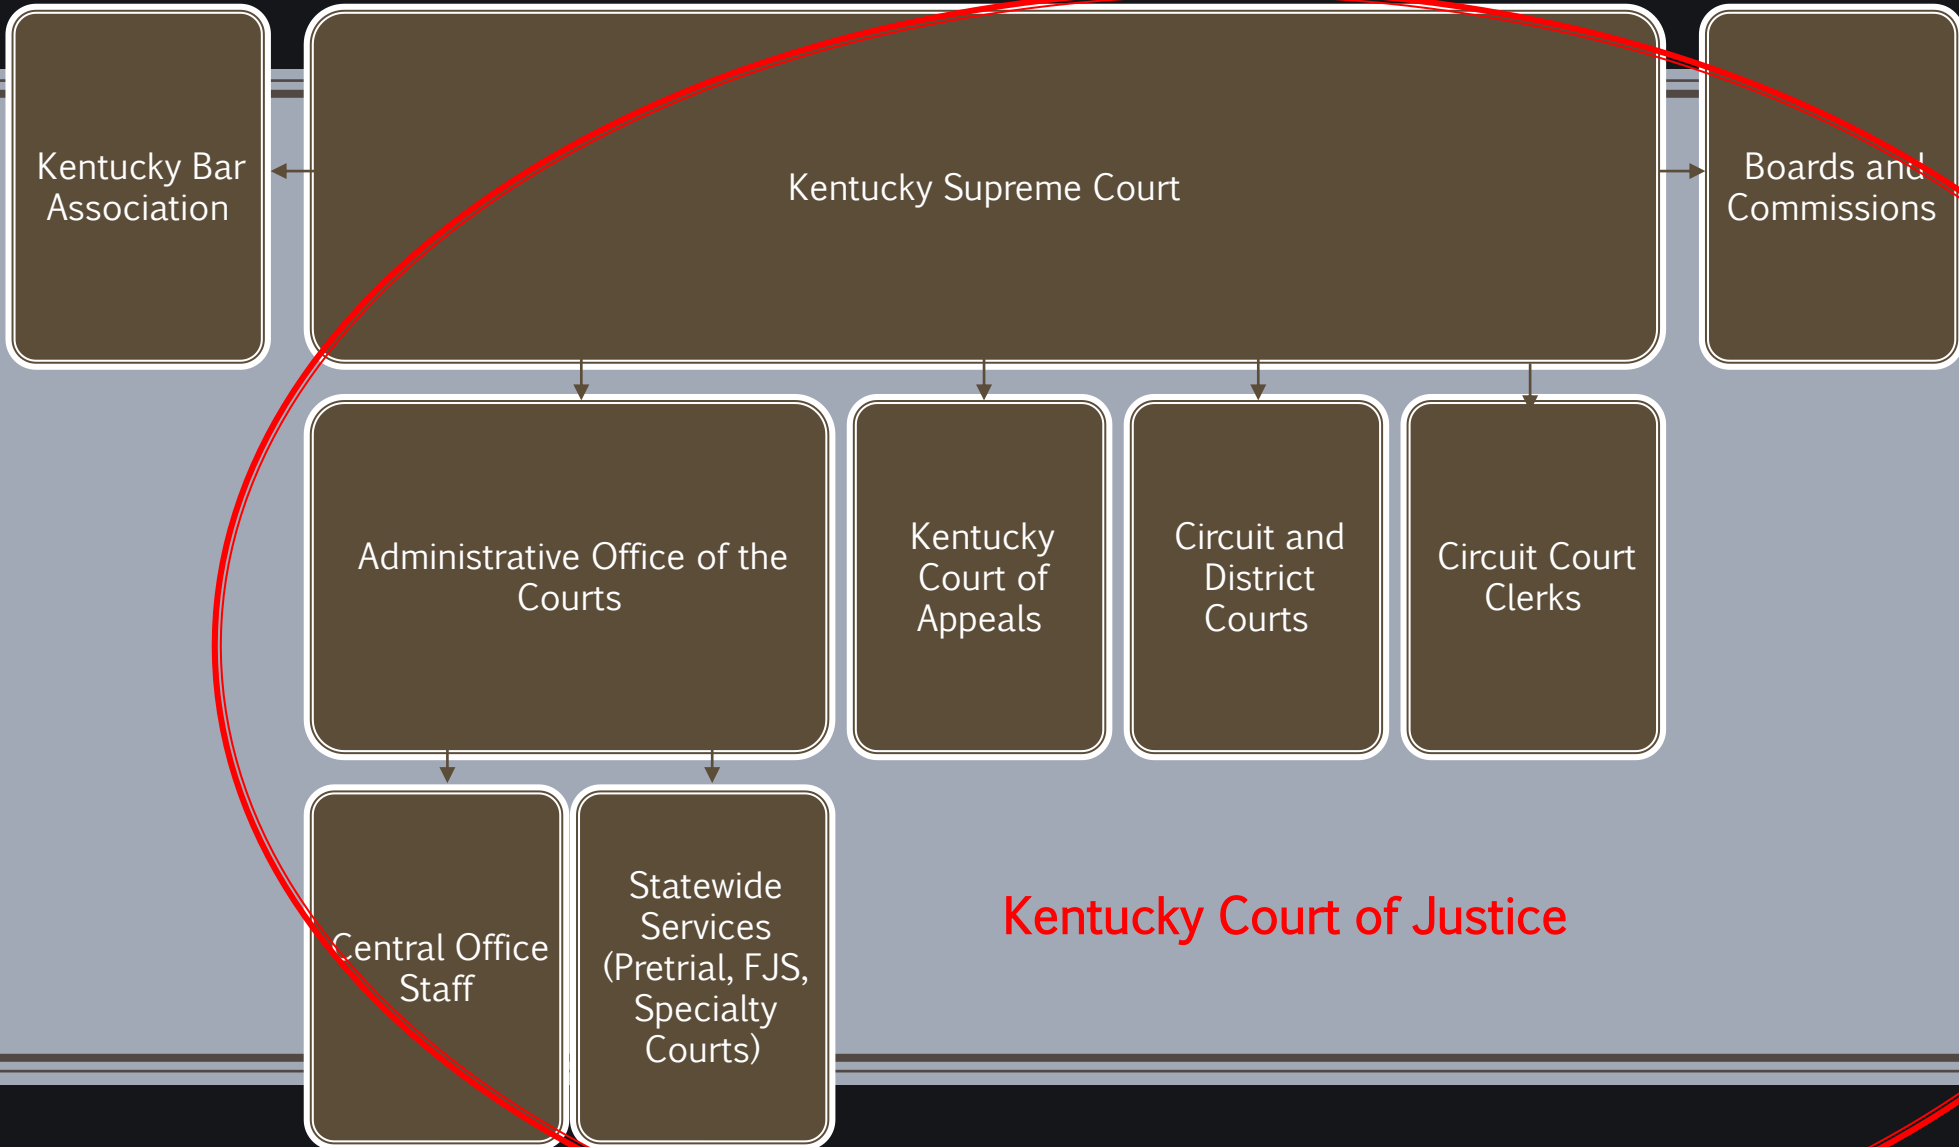 Kentucky Bar
Association
Kentucky Supreme Court
Boards and
Commissions
Administrative Office of the
Courts
Kentucky
Court of
Appeals
Circuit and
District
Courts
Circuit Court
Clerks
Central Office
Staff
Statewide
Services
(Pretrial, FJS,
Specialty
Courts)
Kentucky Court of Justice